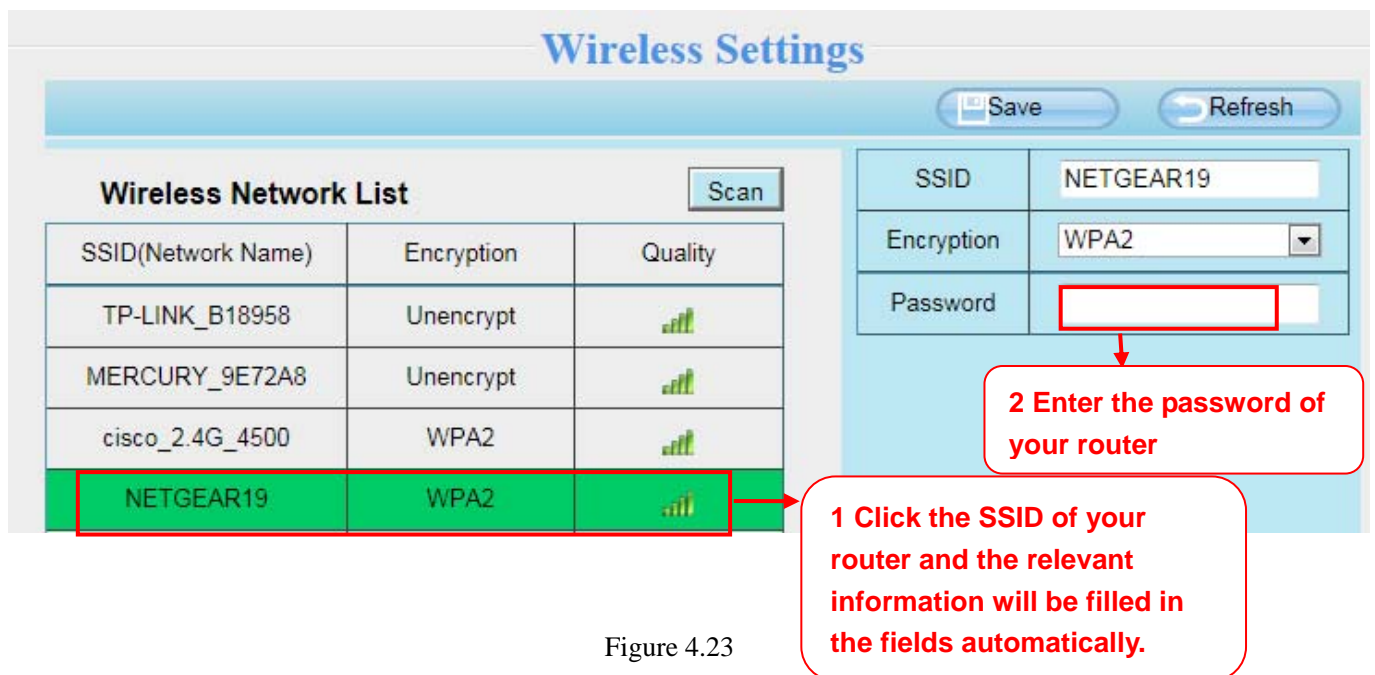 Wireless Settings
Save Refresh
Wireless Network List Scan
SSID(Network Name) Encryption Quality
TP-LINK_B18958 Unencrypt
MERCURY_9E72A8 Unencrypt
cisco_2.4G_4500 WPA2
NETGEAR19 WPA2
SSID NETGEAR19
Encryption WPA2
Password
2 Enter the password of
your router
1 Click the SSID of your
router and the relevant
information will be filled in
the fields automatically.
Figure 4.23